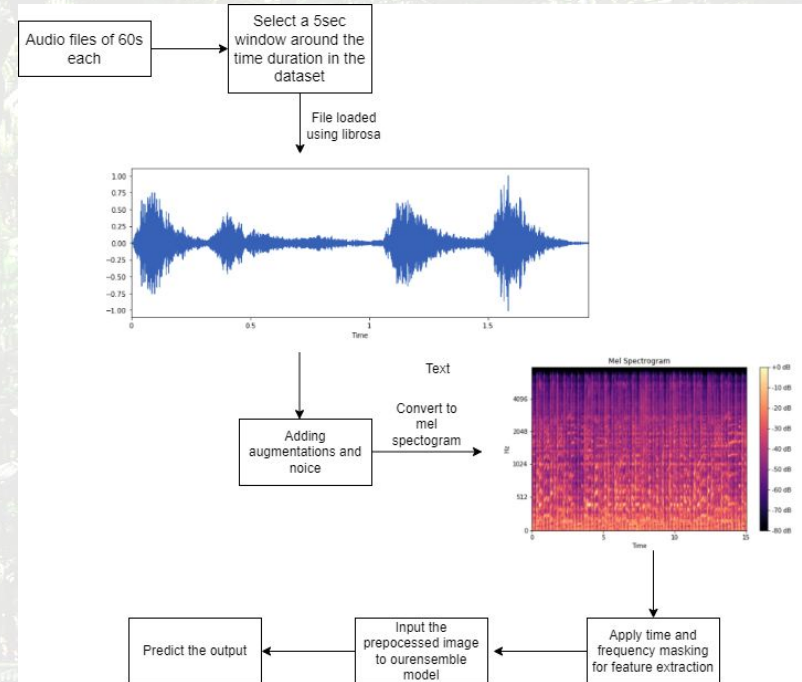 Audio files of 60s
each
Select a 5sec
window around the
time duration in the
dataset
File loaded
using librosa
1.00
0.75
0.50
0.25
0.00
-0.25
-0.50
-0.75
-1.00
0
0.5
1
1.5
Time
Text
Adding
augmentations and
noice
Convert to
mel
spectogram
Mel Spectrogram
4096
2048
1024
512
0
Hz
0
5
10
15
Time
+0 dB
-10 dB
-20 dB
-30 dB
-40 dB
-50 dB
-60 dB
-70 dB
-80 dB
Apply time and
frequency masking
for feature extraction
Input the
prepocessed image
to ourensemble
model
Predict the output